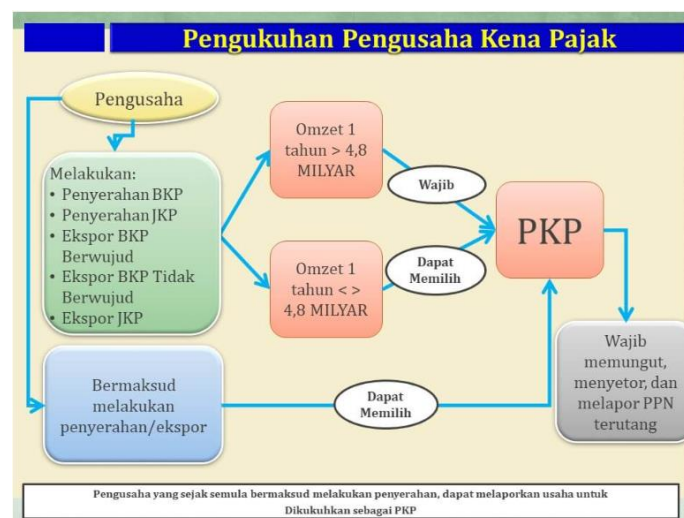 Pengukuhan Pengusaha Kena Pajak
Pengusaha
Melakukan:
• Penyerahan BKP
• Penyerahan JKP
• Ekspor BKP
Berwujud
• Ekspor BKP Tidak
Berwujud
• Ekspor JKP
Omzet 1
tahun > 4,8
MILYAR
Wajib
Omzet 1
tahun < >
4,8 MILYAR
Dapat
Memilih
PKP
Bermaksud
melakukan
penyerahan/ekspor
Dapat
Memilih
Wajib
memungut,
menyetor, dan
melapor PPN
terutang
Pengusaha yang sejak semula bermaksud melakukan penyerahan, dapat melaporkan usaha untuk
Dikukuhkan sebagai PKP